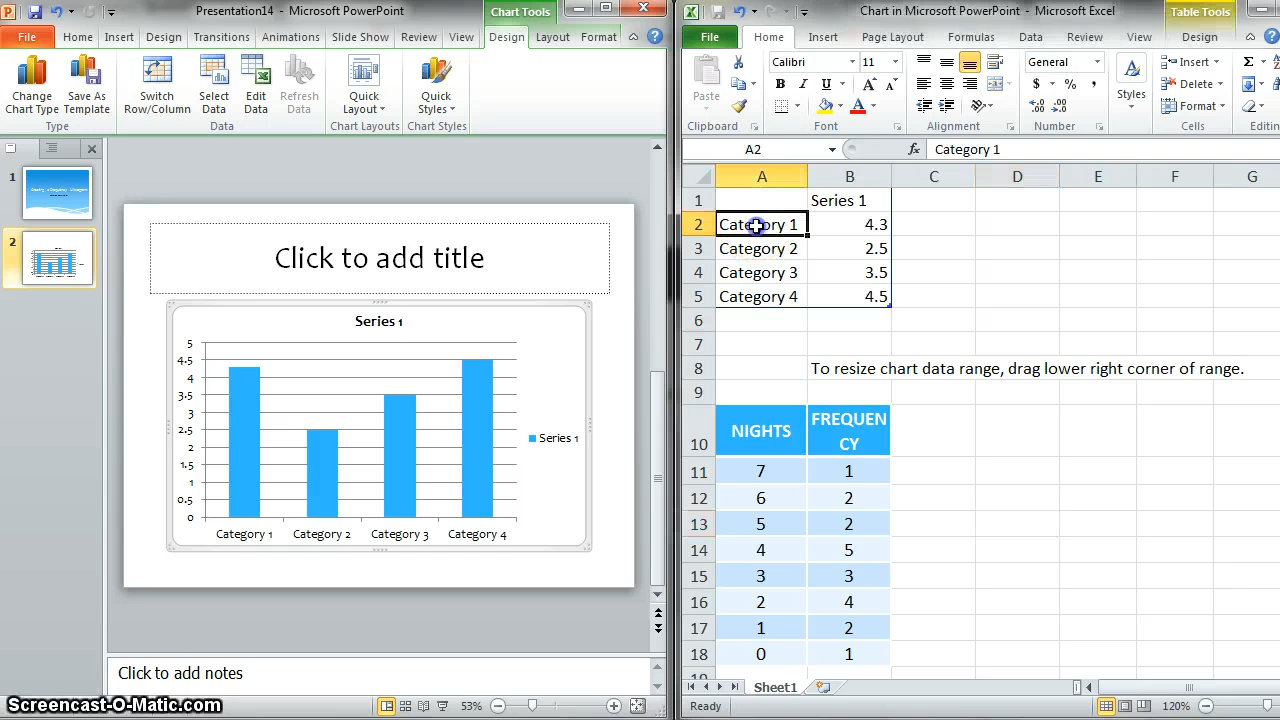 Presentation14 - Microsoft PowerPoint
Chart Tools
File Home Insert Design Transitions Animations Slide Show Review View Design Layout Format
Change Chart Type
Save As Template
Switch Row/Column
Select Data
Edit Data
Refresh Data
Quick Layout
Quick Styles
Type Data Chart Layouts Chart Styles
1
2
Click to add title
Series 1
5
4.5
4
3.5
3
2.5
2
1.5
1
0.5
0
Category 1 Category 2 Category 3 Category 4
Series 1
Click to add notes
53%
Chart in Microsoft PowerPoint - Microsoft Excel
Table Tools
File Home Insert Page Layout Formulas Data Review View Design
Paste
Calibri 11
B I U
General
Styles
Insert
Delete
Format
Clipboard Font Alignment Number Cells Editin
A2 fx Category 1
A B C D E F G
1 Series 1
2 Category 1 4.3
3 Category 2 2.5
4 Category 3 3.5
5 Category 4 4.5
6
7
8 To resize chart data range, drag lower right corner of range.
9
10 NIGHTS FREQUEN
CY
11 7 1
12 6 2
13 5 2
14 4 5
15 3 3
16 2 4
17 1 2
18 0 1
Sheet1
Ready 120%
Screencast-O-Matic.com